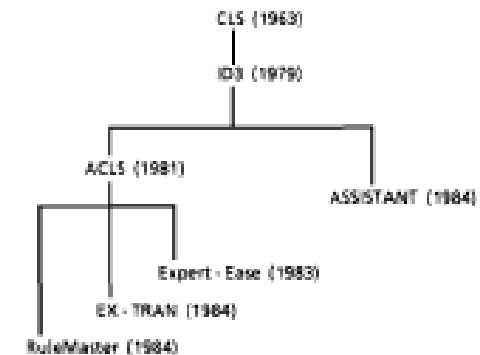 CLS (1963)
ID3 (1979)
ACLS (1981)
ASSISTANT (1984)
Expert-Ease (1983)
EX-TRAN (1984)
RuleMaster (1984)